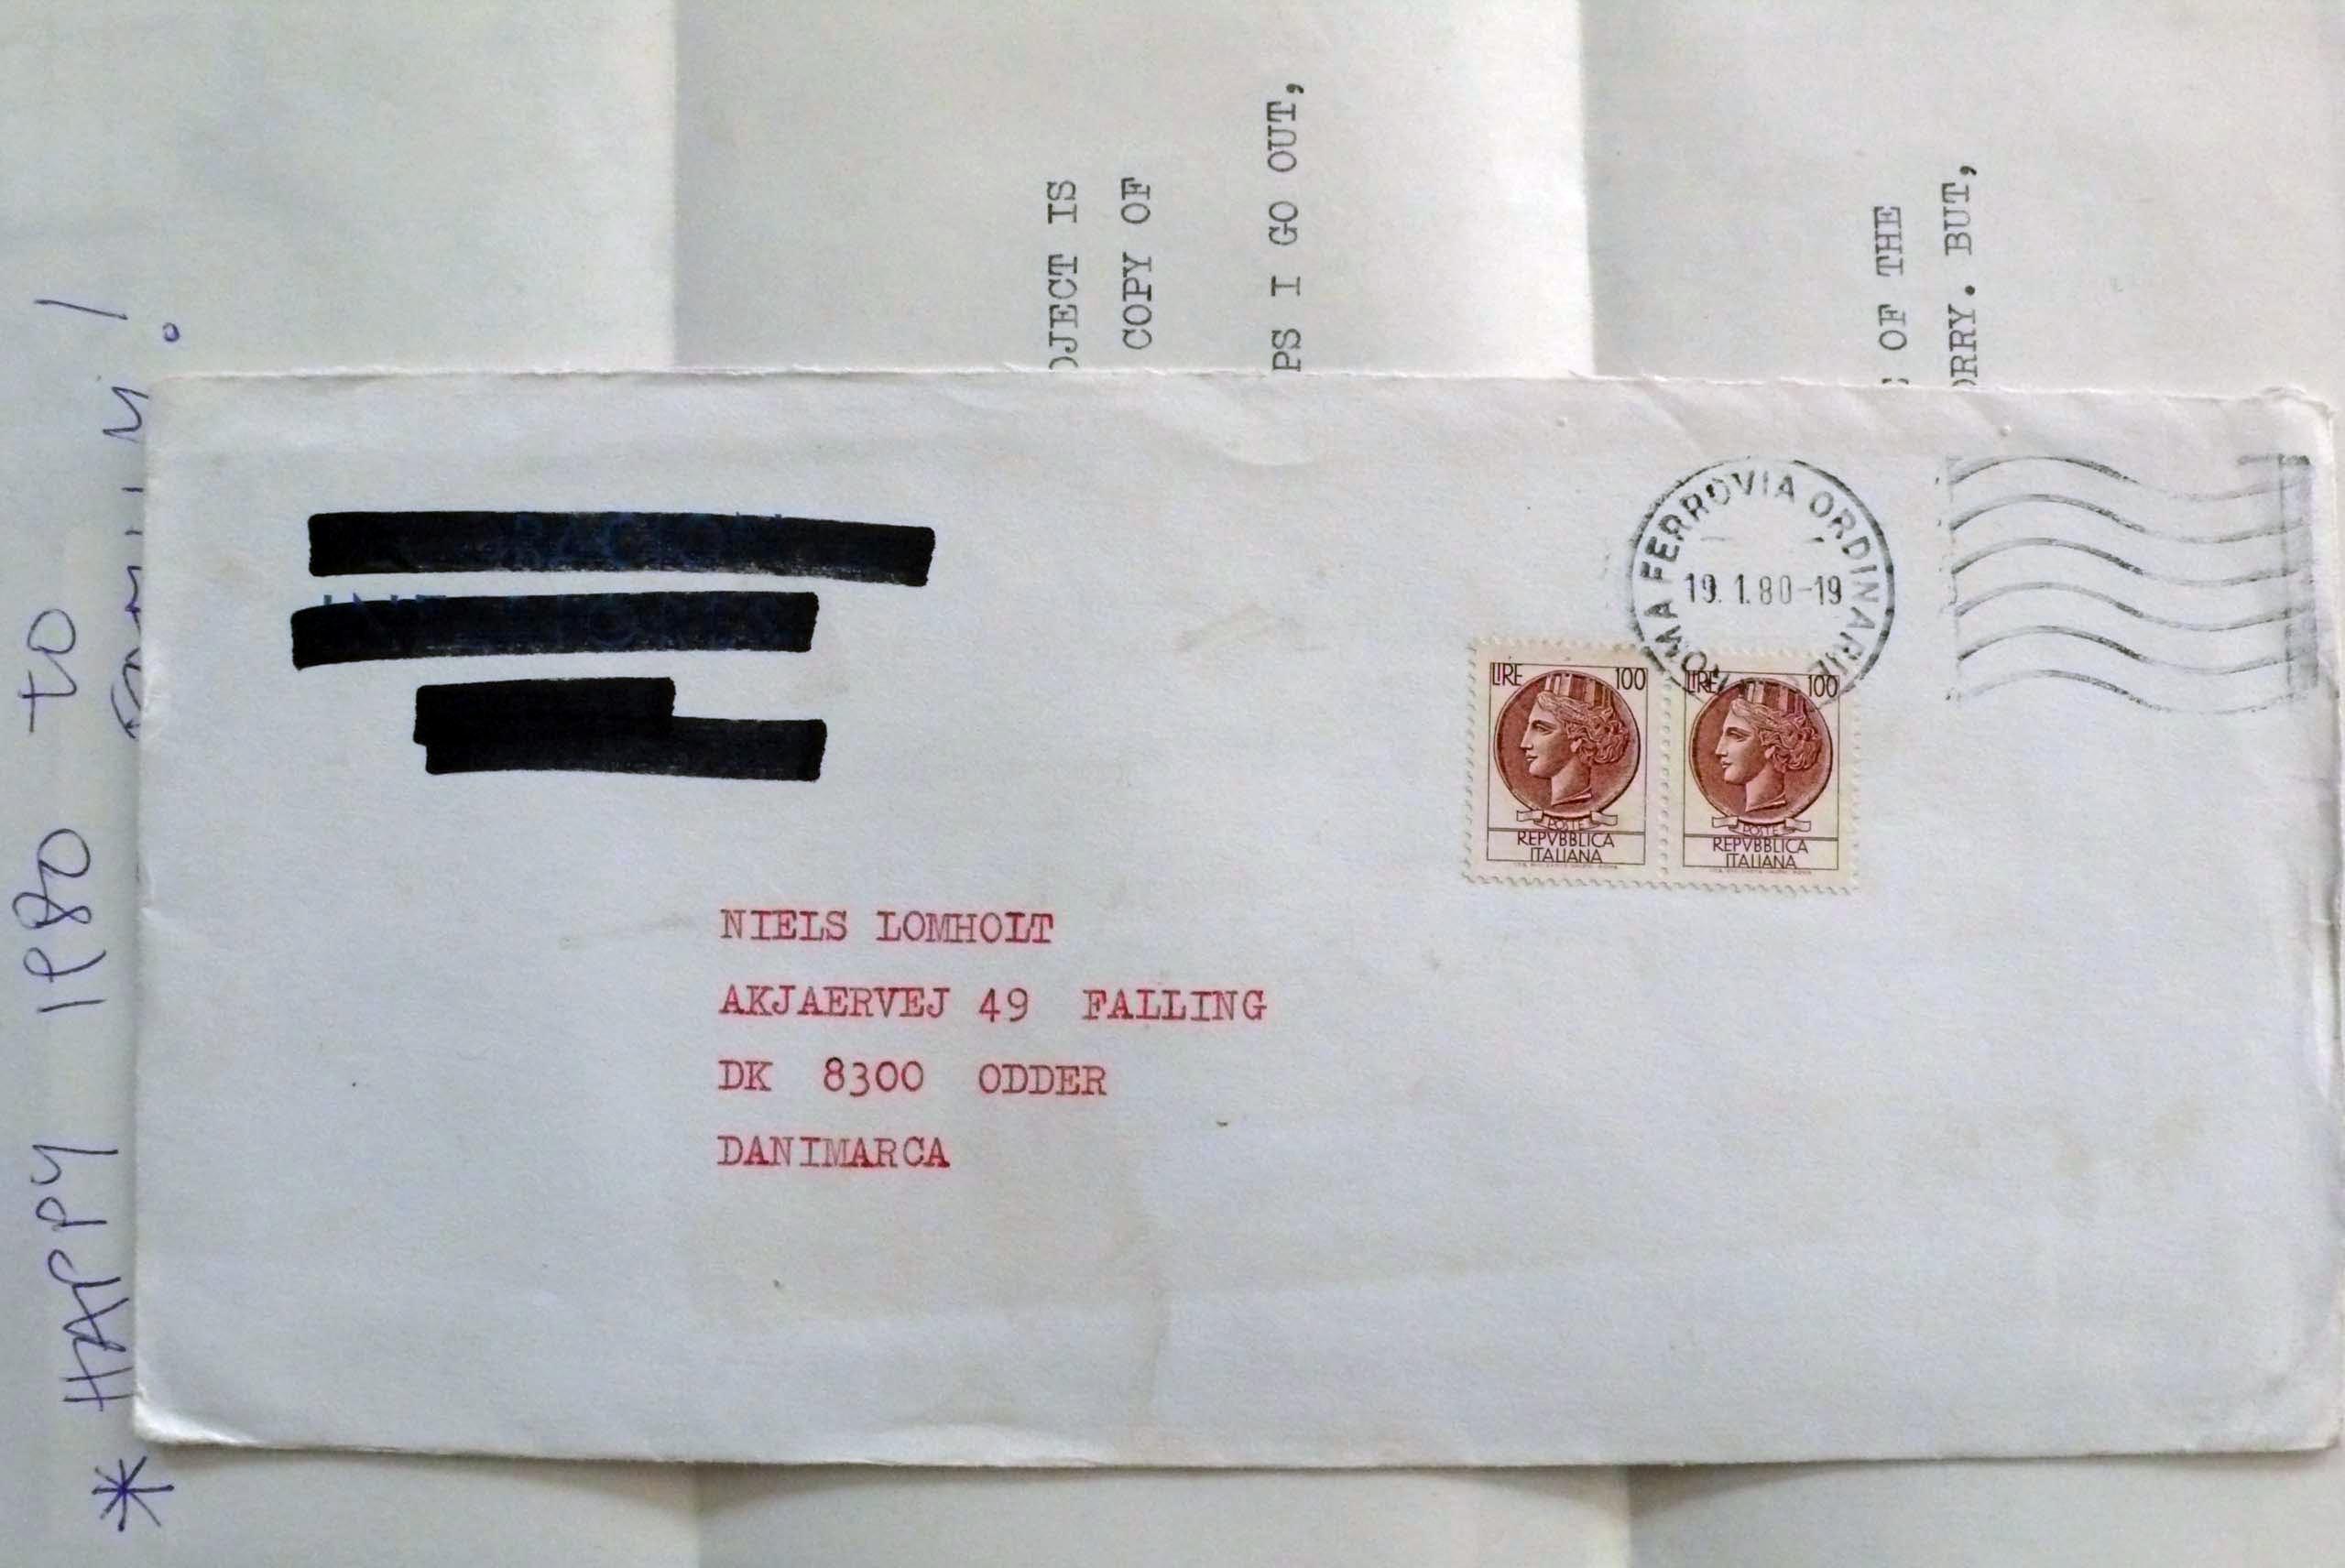 OJECT IS
COPY OF
PS I GO OUT,
OF THE
ORRY. BUT,
* HAPPY 1980 to
ROMA FERROVIA ORDINARIE
19.1.80-19
LIRE 100
POSTE
REPVBBLICA
ITALIANA
LIRE 100
POSTE
REPVBBLICA
ITALIANA
NIELS LOMHOLT
AKJAERVEJ 49 FALLING
DK 8300 ODDER
DANIMARCA